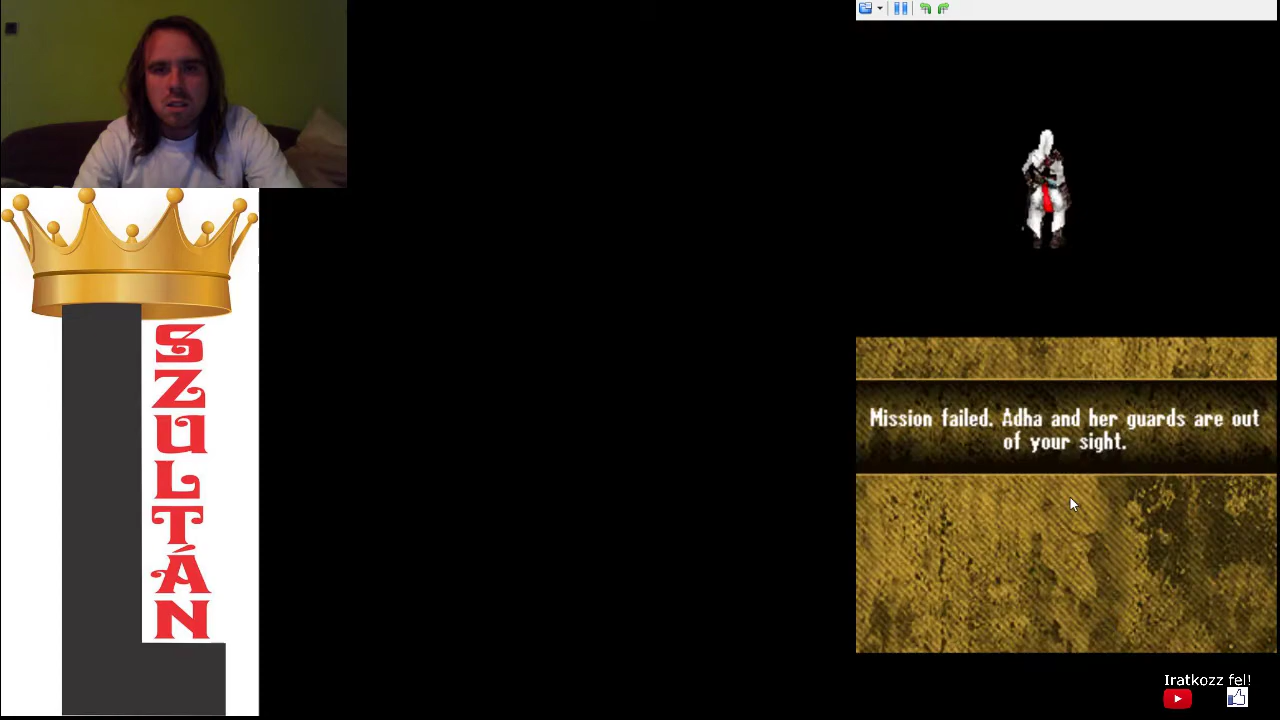 SZULTÁN
Mission failed. Adha and her guards are out
of your sight.
Iratkozz fel!